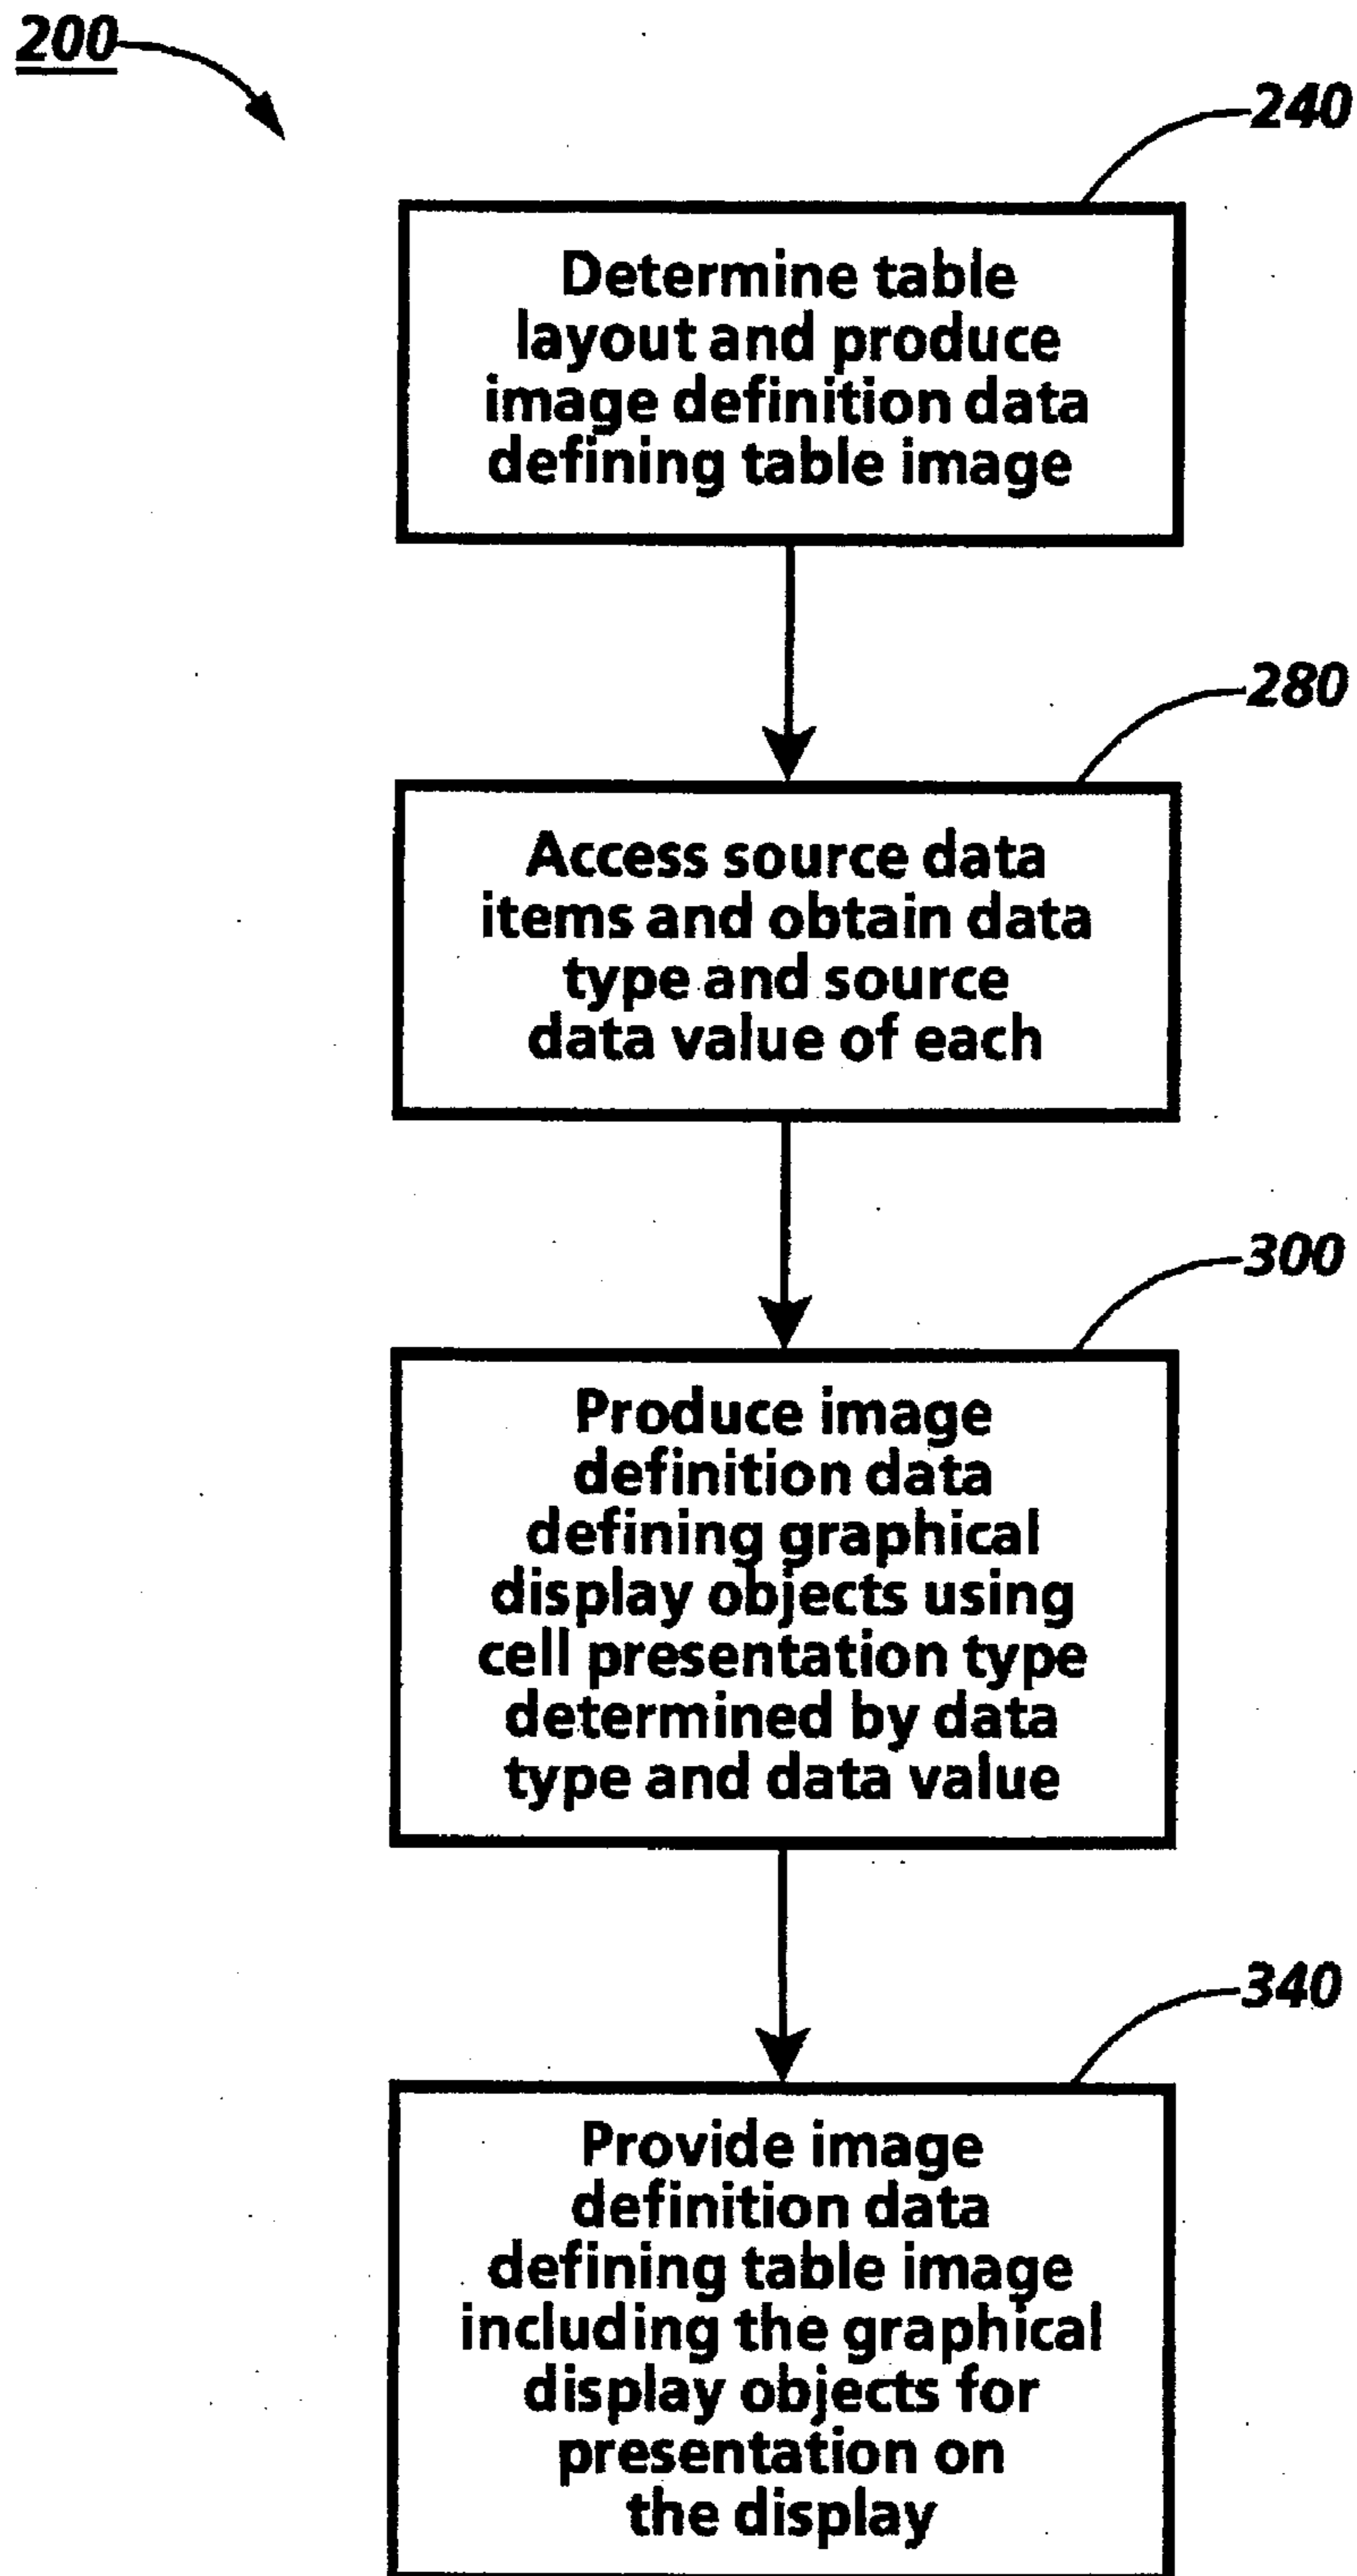 200
240
Determine table
layout and produce
image definition data
defining table image
280
Access source data
items and obtain data
type and source
data value of each
300
Produce image
definition data
defining graphical
display objects using
cell presentation type
determined by data
type and data value
340
Provide image
definition data
defining table image
including the graphical
display objects for
presentation on
the display